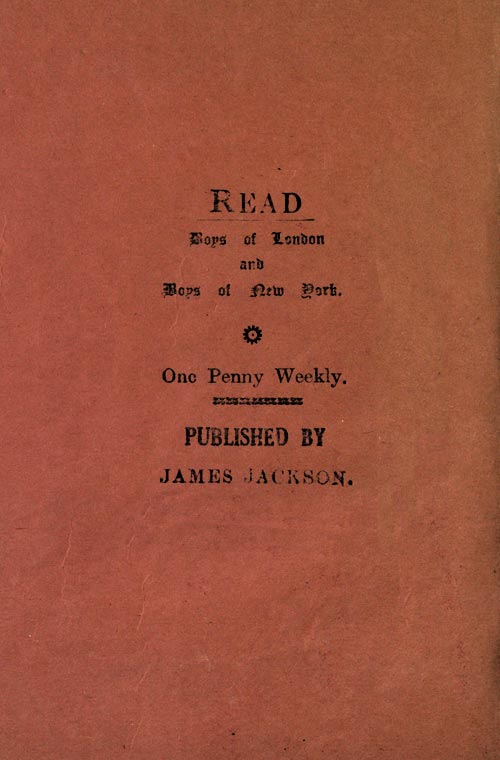 READ
Boys of London
and
Boys of New York.
One Penny Weekly.
PUBLISHED BY
JAMES JACKSON.